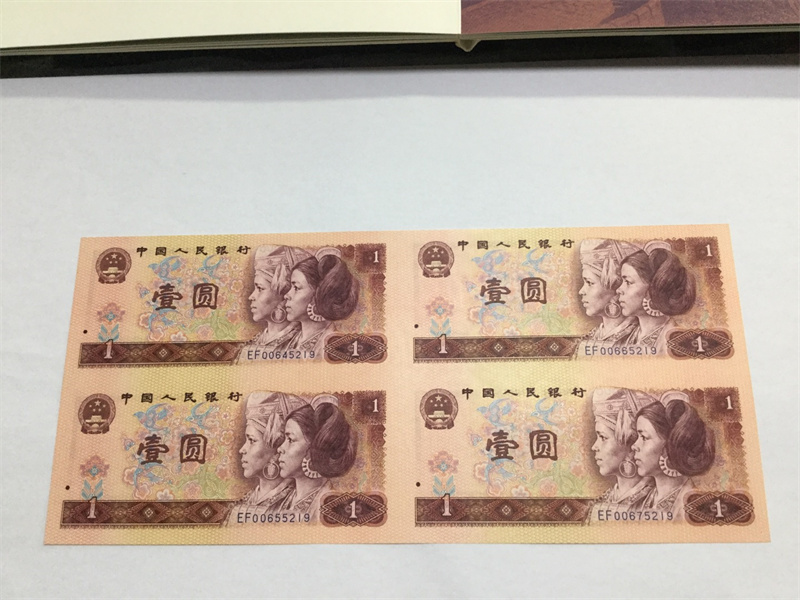 中国人民银行
1
壹圆
1
EF00645219
1
中国人民银行
1
壹圆
1
EF00665219
1
中国人民银行
1
壹圆
1
EF00655219
1
中国人民银行
1
壹圆
1
EF00675219
1